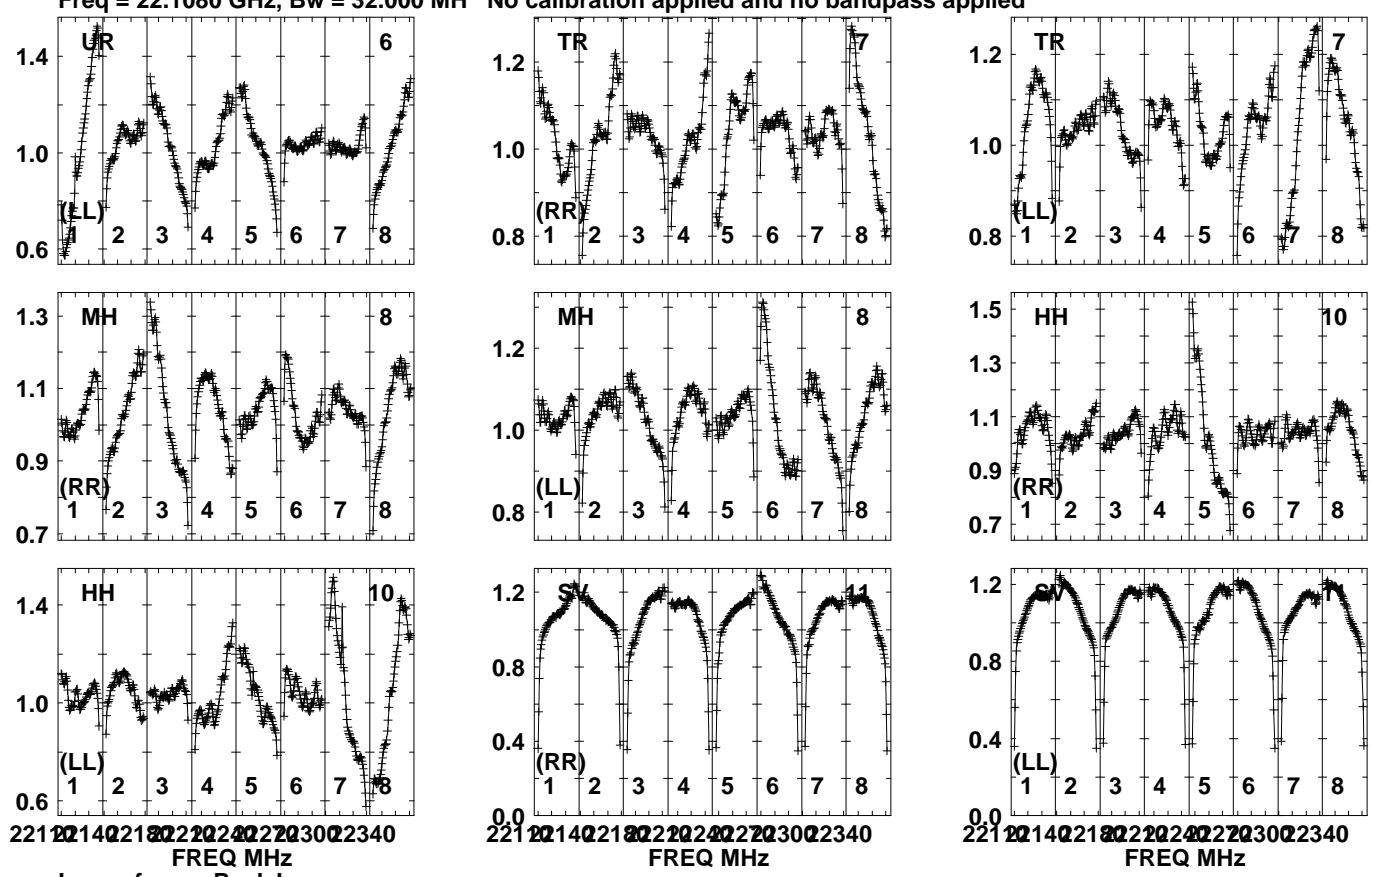 Freq = 22.1080 GHz, Bw = 32.000 MH No calibration applied and no bandpass applied
UR 6
1.4
1.0
0.6
(LL)
1 2 3 4 5 6 7 8
TR 7
1.2
1.0
0.8
(RR)
1 2 3 4 5 6 7 8
TR 7
1.2
1.0
0.8
(LL)
1 2 3 4 5 6 7 8
MH 8
1.3
1.1
0.9
0.7
(RR)
1 2 3 4 5 6 7 8
MH 8
1.2
1.0
0.8
(LL)
1 2 3 4 5 6 7 8
HH 10
1.5
1.3
1.1
0.9
0.7
(RR)
1 2 3 4 5 6 7 8
HH 10
1.4
1.0
0.6
(LL)
1 2 3 4 5 6 7 8
22340
FREQ MHz
SV 11
1.2
0.8
0.4
0.0
(RR)
1 2 3 4 5 6 7 8
22340
FREQ MHz
SV 11
1.2
0.8
0.4
0.0
(LL)
1 2 3 4 5 6 7 8
22340
FREQ MHz